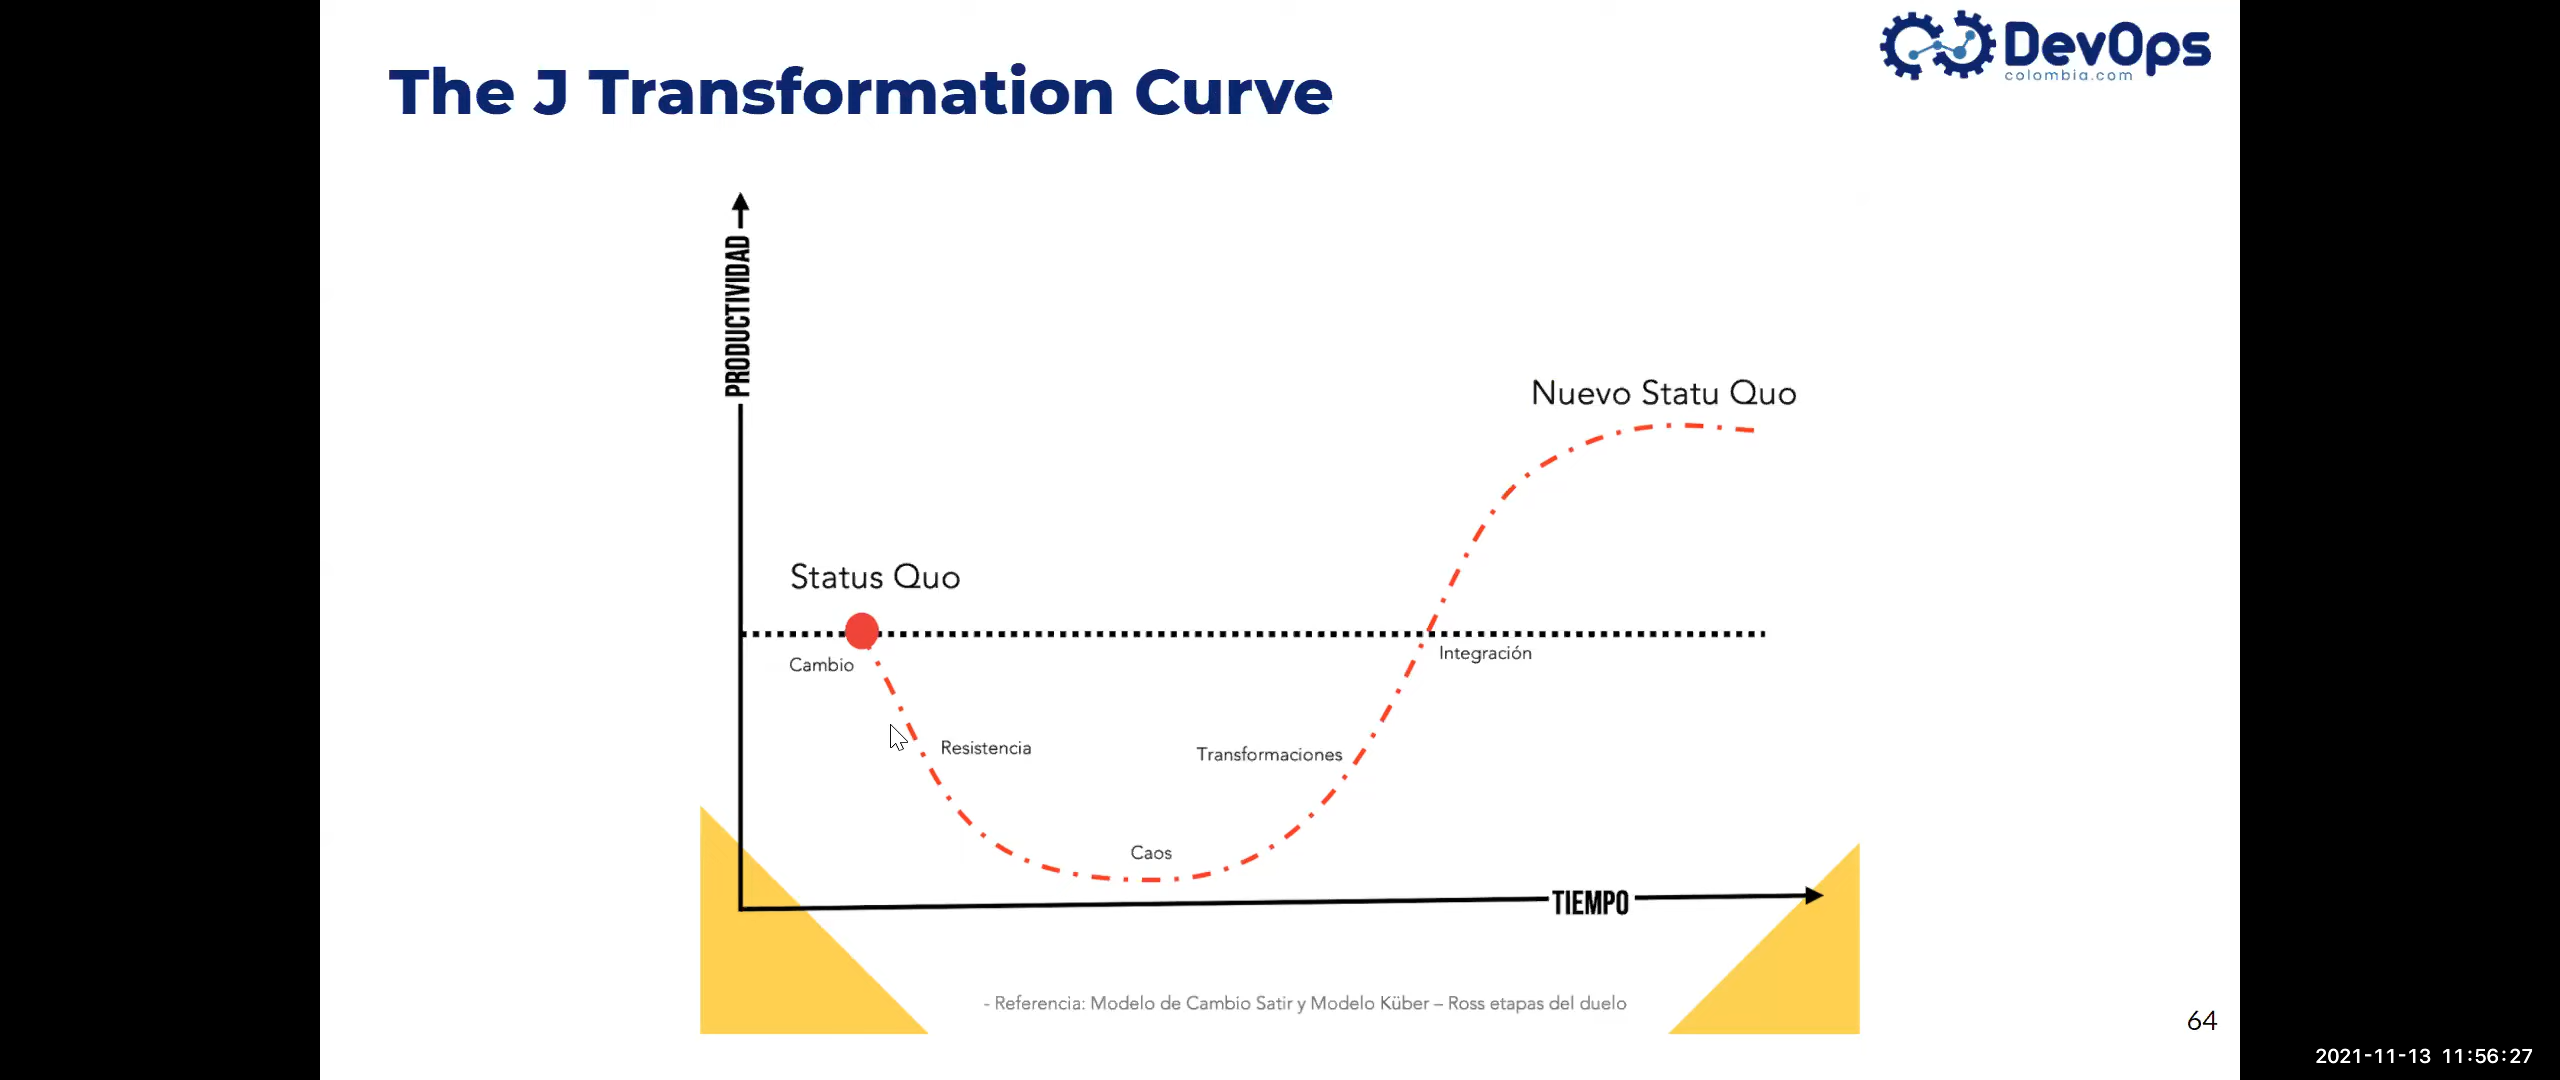 DevOps
colombia.com
The J Transformation Curve
PRODUCTIVIDAD
Nuevo Statu Quo
Status Quo
Cambio
Integración
Resistencia
Transformaciones
Caos
TIEMPO
- Referencia: Modelo de Cambio Satir y Modelo Küber – Ross etapas del duelo
64
2021-11-13 11:56:27